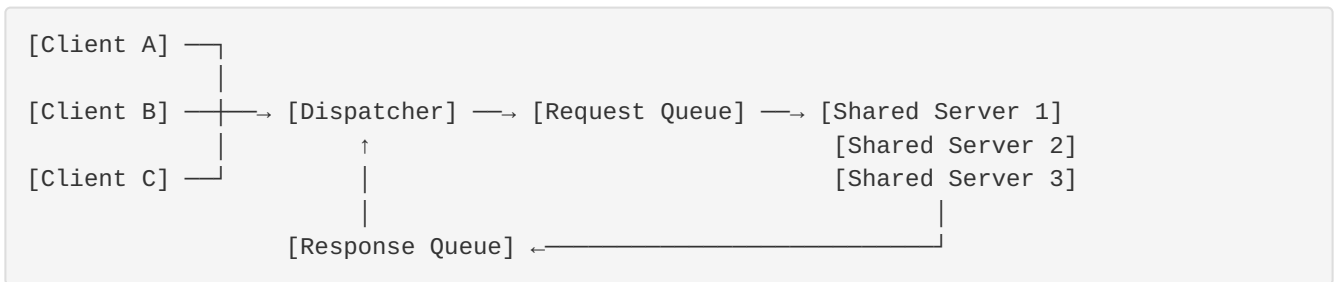 [Client A] ──┐
│
[Client B] ──┼──→ [Dispatcher] ──→ [Request Queue] ──→ [Shared Server 1]
│ ↑ [Shared Server 2]
[Client C] ──┘ │ [Shared Server 3]
│ │
[Response Queue] ←───────────────────────────┘